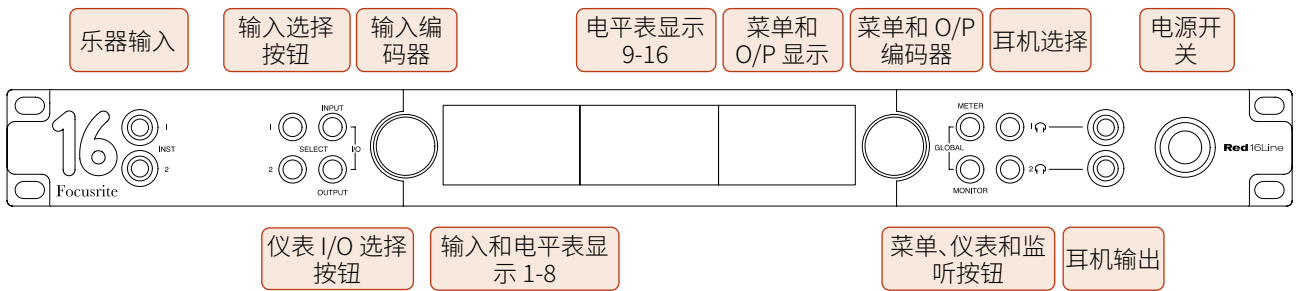 乐器输入
输入选择
按钮
输入编
码器
电平表显示
9-16
菜单和
O/P 显示
菜单和 O/P
编码器
耳机选择
电源开
关
16
Focusrite
1
INST
2
INPUT
1
SELECT
I/O
2
OUTPUT
METER
1
GLOBAL
2
MONITOR
Red 16Line
仪表 I/O 选择
按钮
输入和电平表显
示 1-8
菜单、仪表和监
听按钮
耳机输出